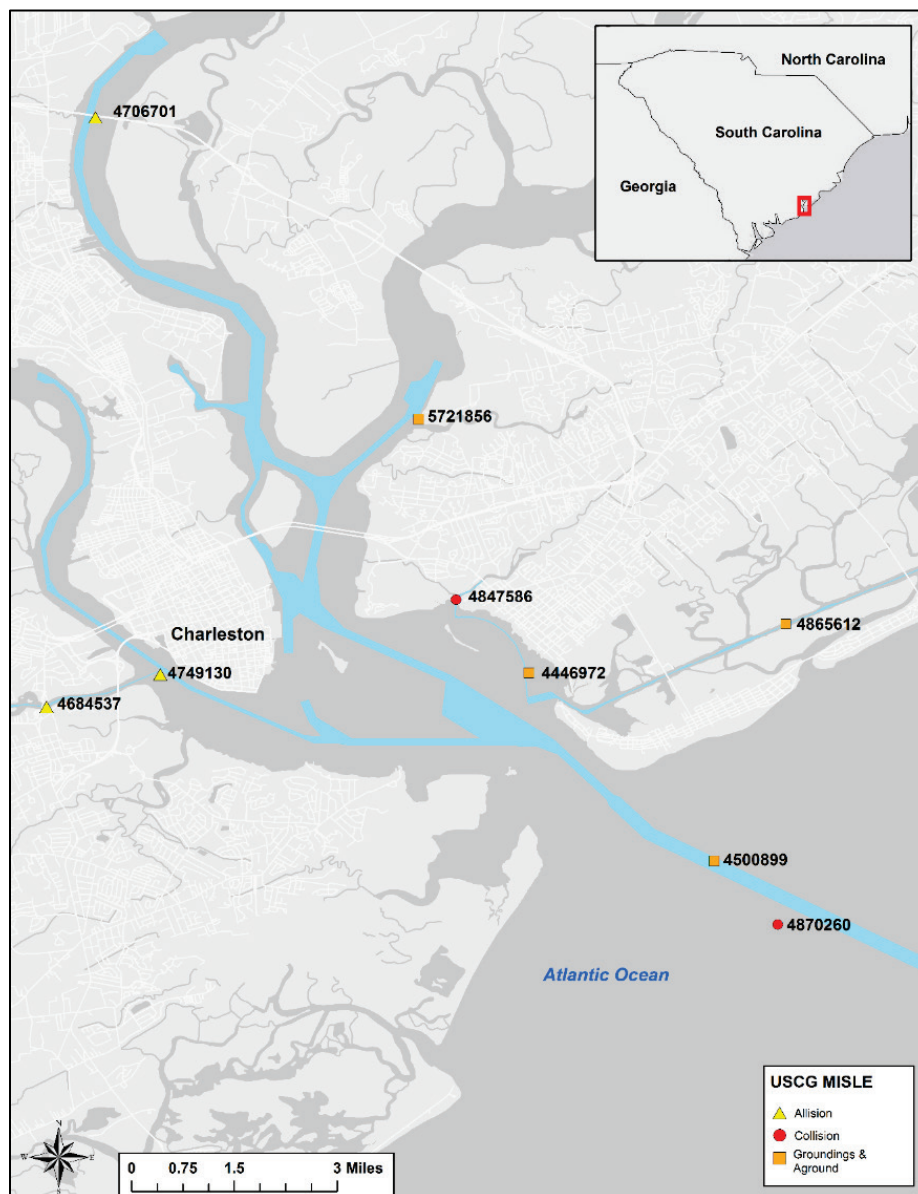 North Carolina
South Carolina
Georgia
4706701
5721856
4847586
4865612
Charleston
4749130
4446972
4684537
4500899
4870260
Atlantic Ocean
USCG MISLE
Allision
Collision
Groundings &
Aground
N
W
E
S
0 0.75 1.5 3 Miles